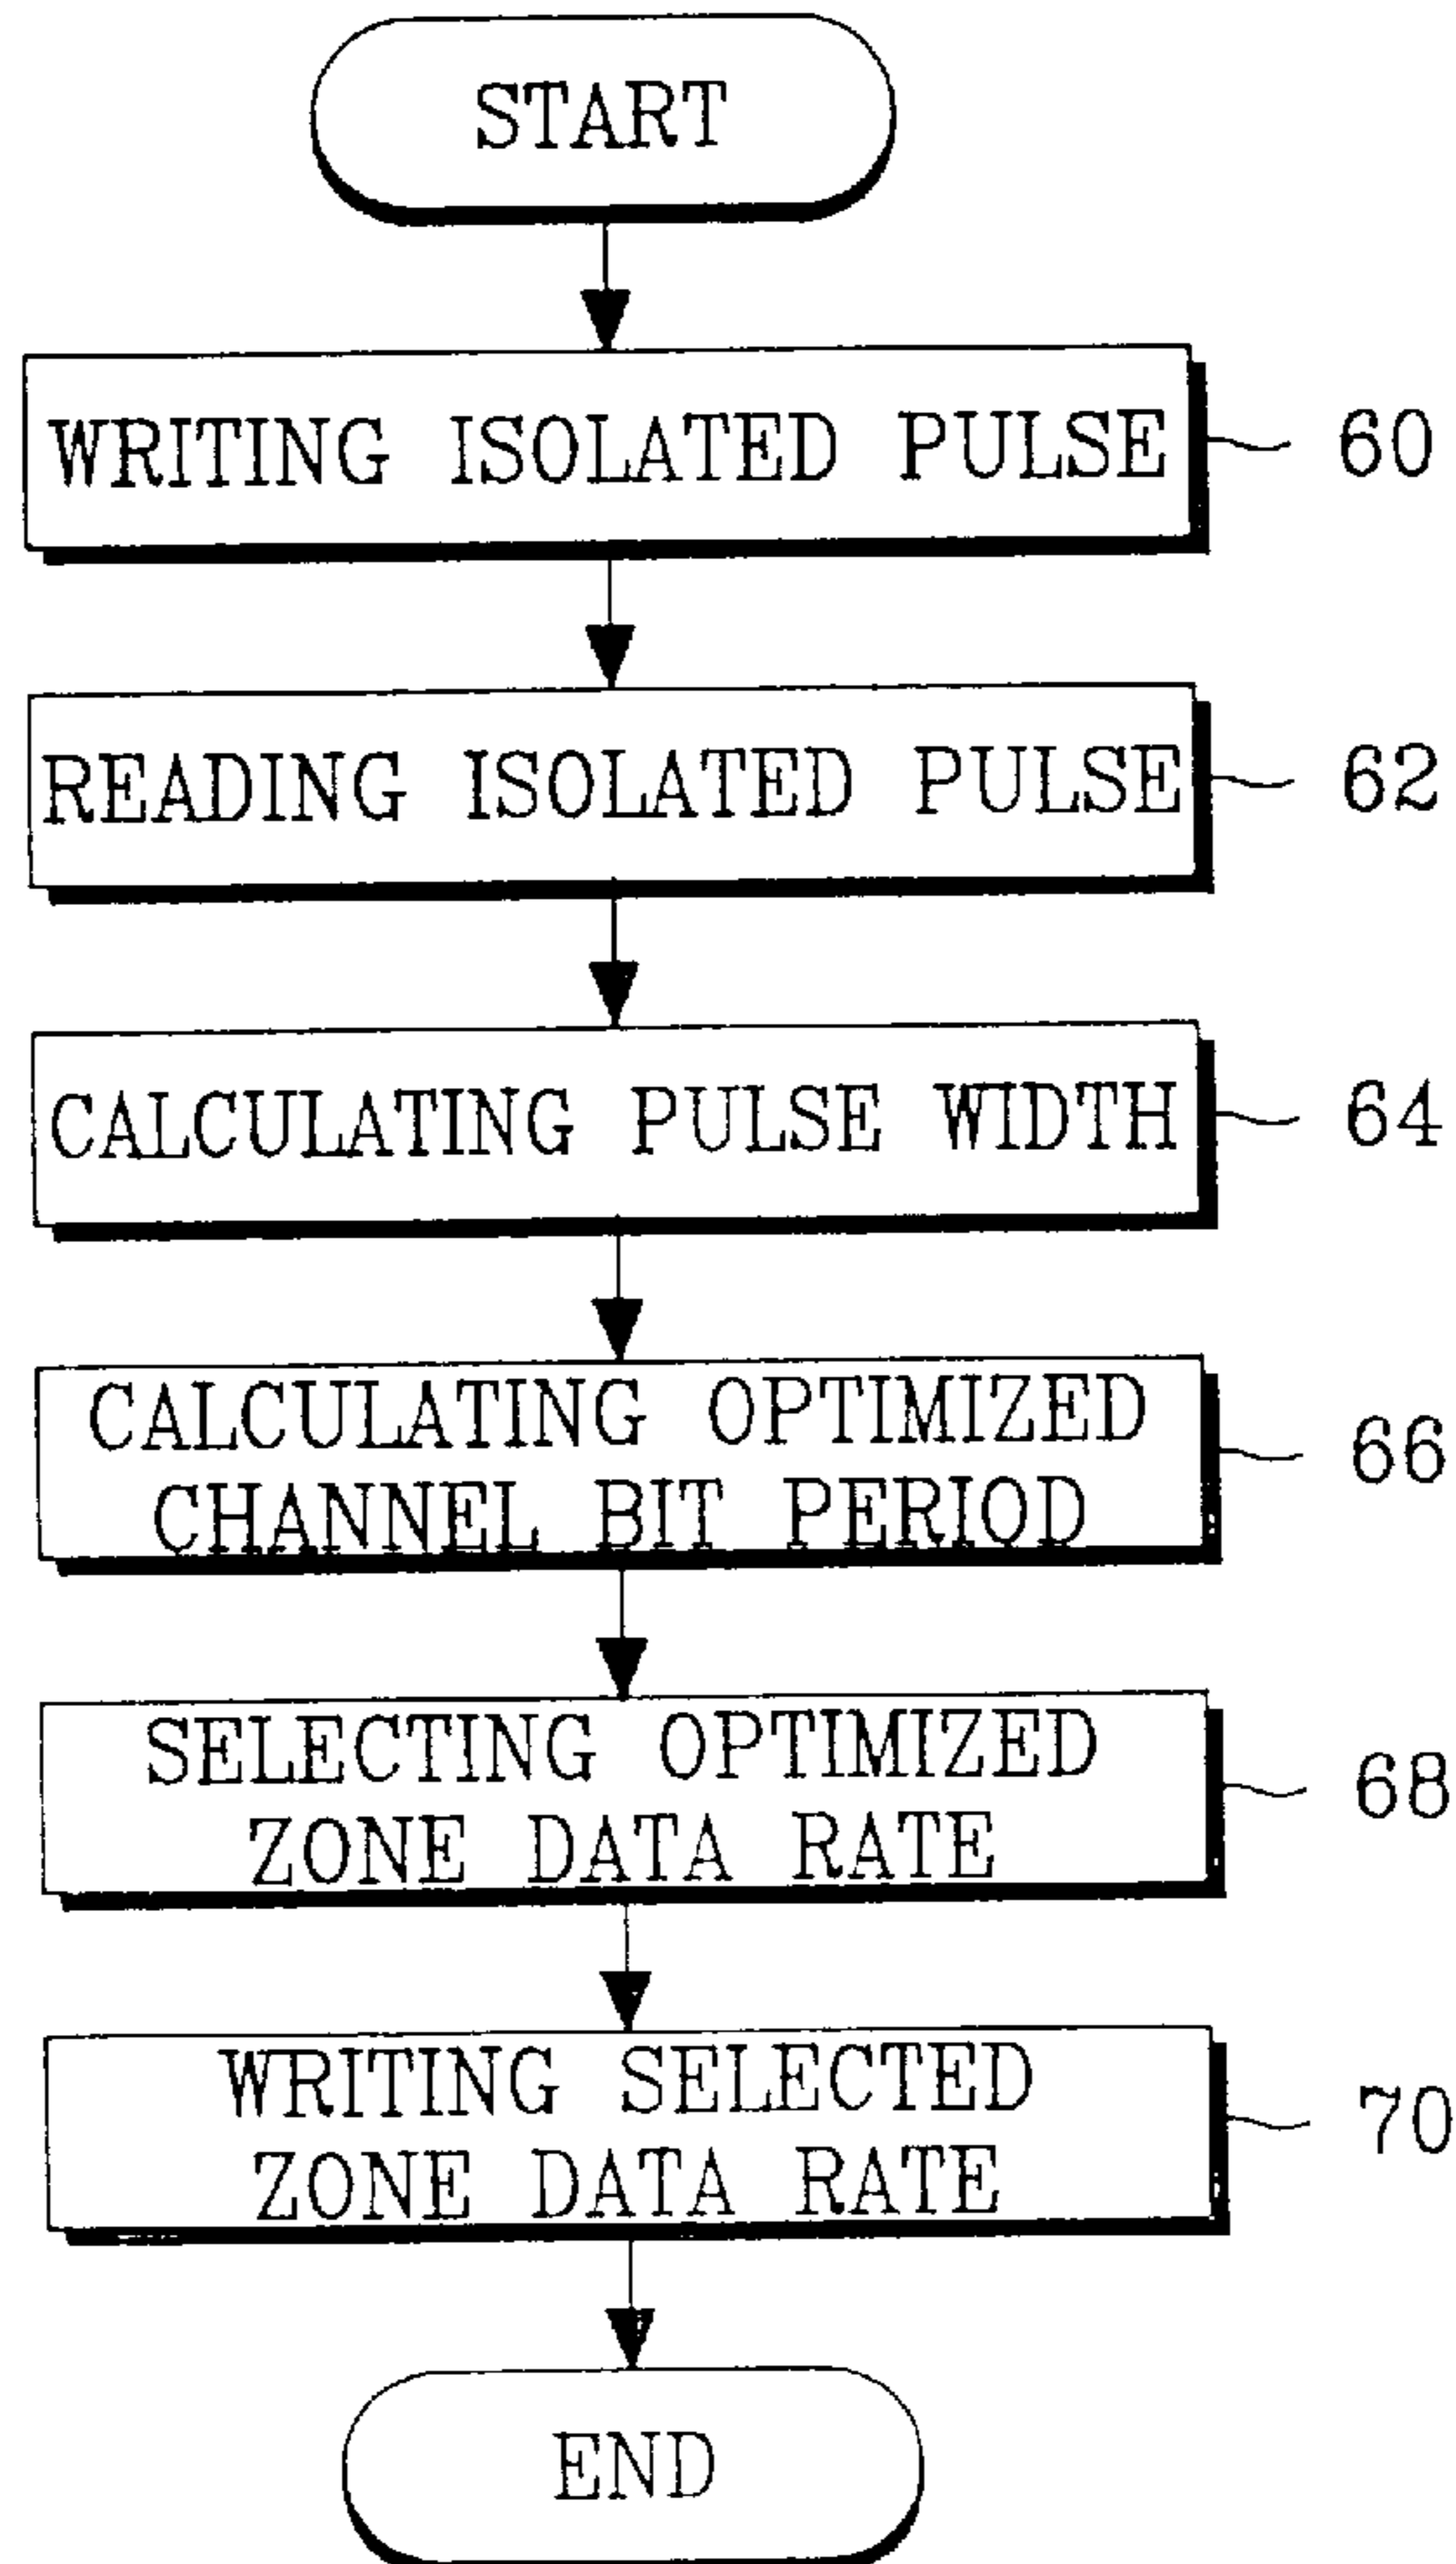 START
WRITING ISOLATED PULSE 60
READING ISOLATED PULSE 62
CALCULATING PULSE WIDTH 64
CALCULATING OPTIMIZED
CHANNEL BIT PERIOD
66
SELECTING OPTIMIZED
ZONE DATA RATE
68
WRITING SELECTED
ZONE DATA RATE
70
END